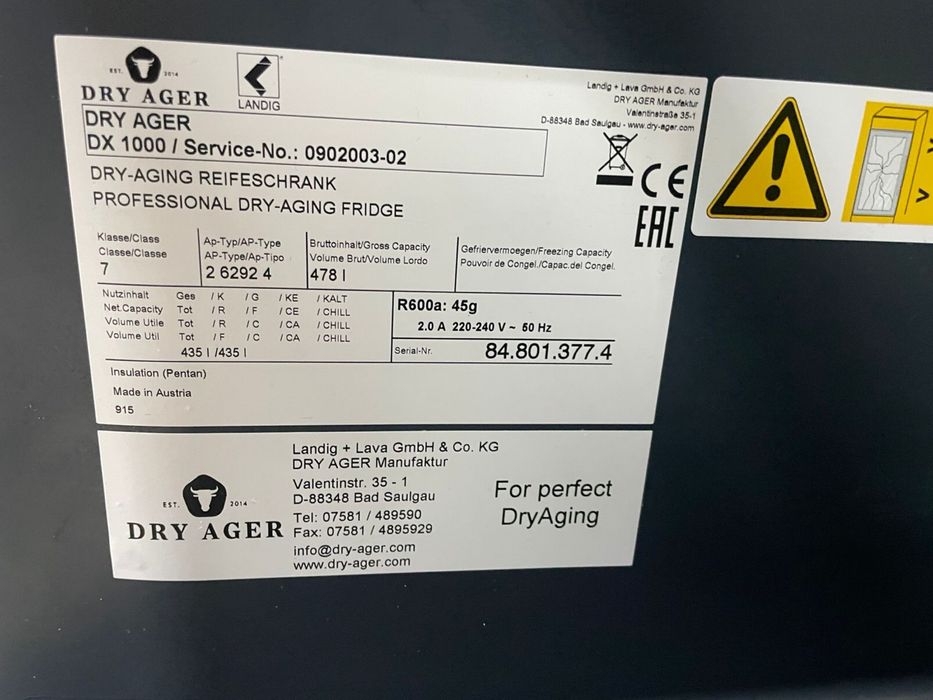 EST. 2014
DRY AGER
LANDIG
Landig + Lava GmbH & Co. KG
DRY AGER Manufaktur
Valentinstraße 35-1
D-88348 Bad Saulgau - www.dry-ager.com
DRY AGER
DX 1000 / Service-No.: 0902003-02
CE
EAC
DRY-AGING REIFESCHRANK
PROFESSIONAL DRY-AGING FRIDGE
Klasse/Class
Classe/Classe
7
Ap-Typ/AP-Type
AP-Type/Ap-Tipo
2 6292 4
Bruttoinhalt/Gross Capacity
Volume Brut/Volume Lordo
478 l
Gefriervermoegen/Freezing Capacity
Pouvoir de Congel./Capac.del Congel.
Nutzinhalt Ges / K / G / KE / KALT
Net.Capacity Tot / R / F / CE / CHILL
Volume Utile Tot / R / C / CA / CHILL
Volume Util Tot / F / C / CA / CHILL
435 l /435 l
R600a: 45g
2.0 A 220-240 V ~ 50 Hz
Serial-Nr. 84.801.377.4
Insulation (Pentan)
Made in Austria
915
EST. 2014
DRY AGER
Landig + Lava GmbH & Co. KG
DRY AGER Manufaktur
Valentinstr. 35 - 1
D-88348 Bad Saulgau
Tel: 07581 / 489590
Fax: 07581 / 4895929
info@dry-ager.com
www.dry-ager.com
For perfect
DryAging